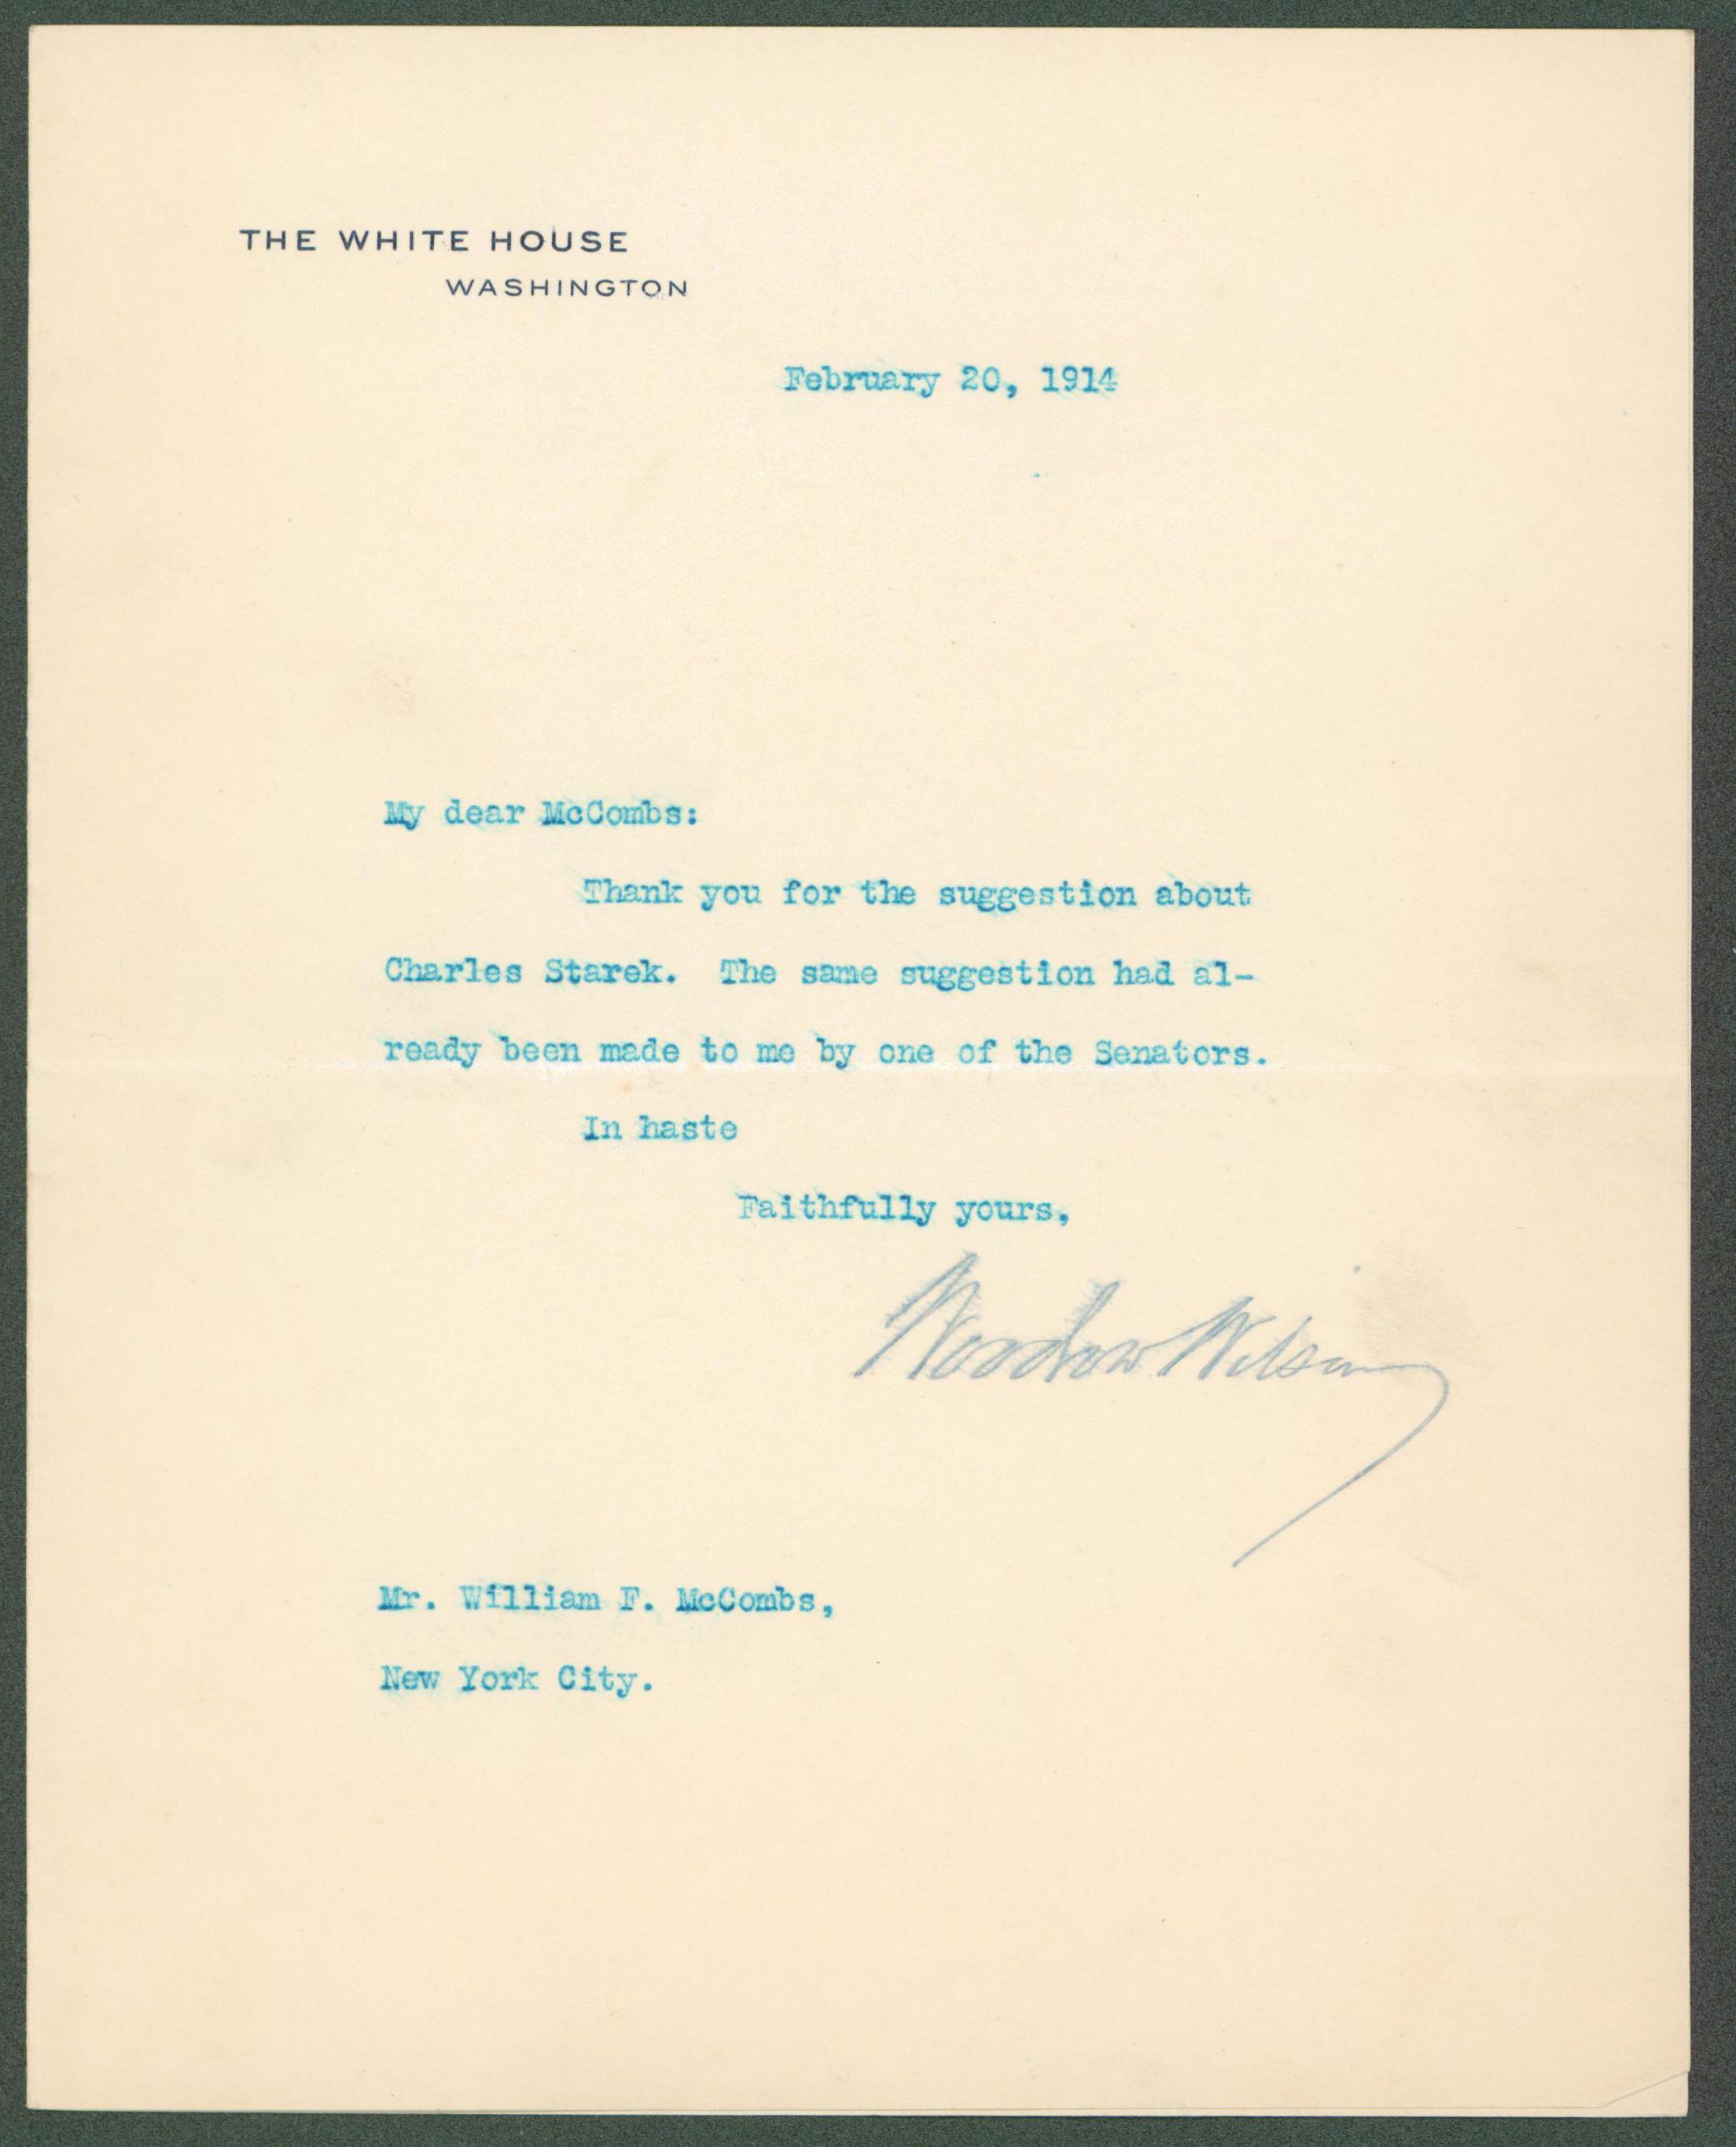 THE WHITE HOUSE
WASHINGTON
February 20, 1914
My dear McCombs:
Thank you for the suggestion about
Charles Starek. The same suggestion had al-
ready been made to me by one of the Senators.
In haste
Faithfully yours,
Woodrow Wilson
Mr. William F. McCombs,
New York City.